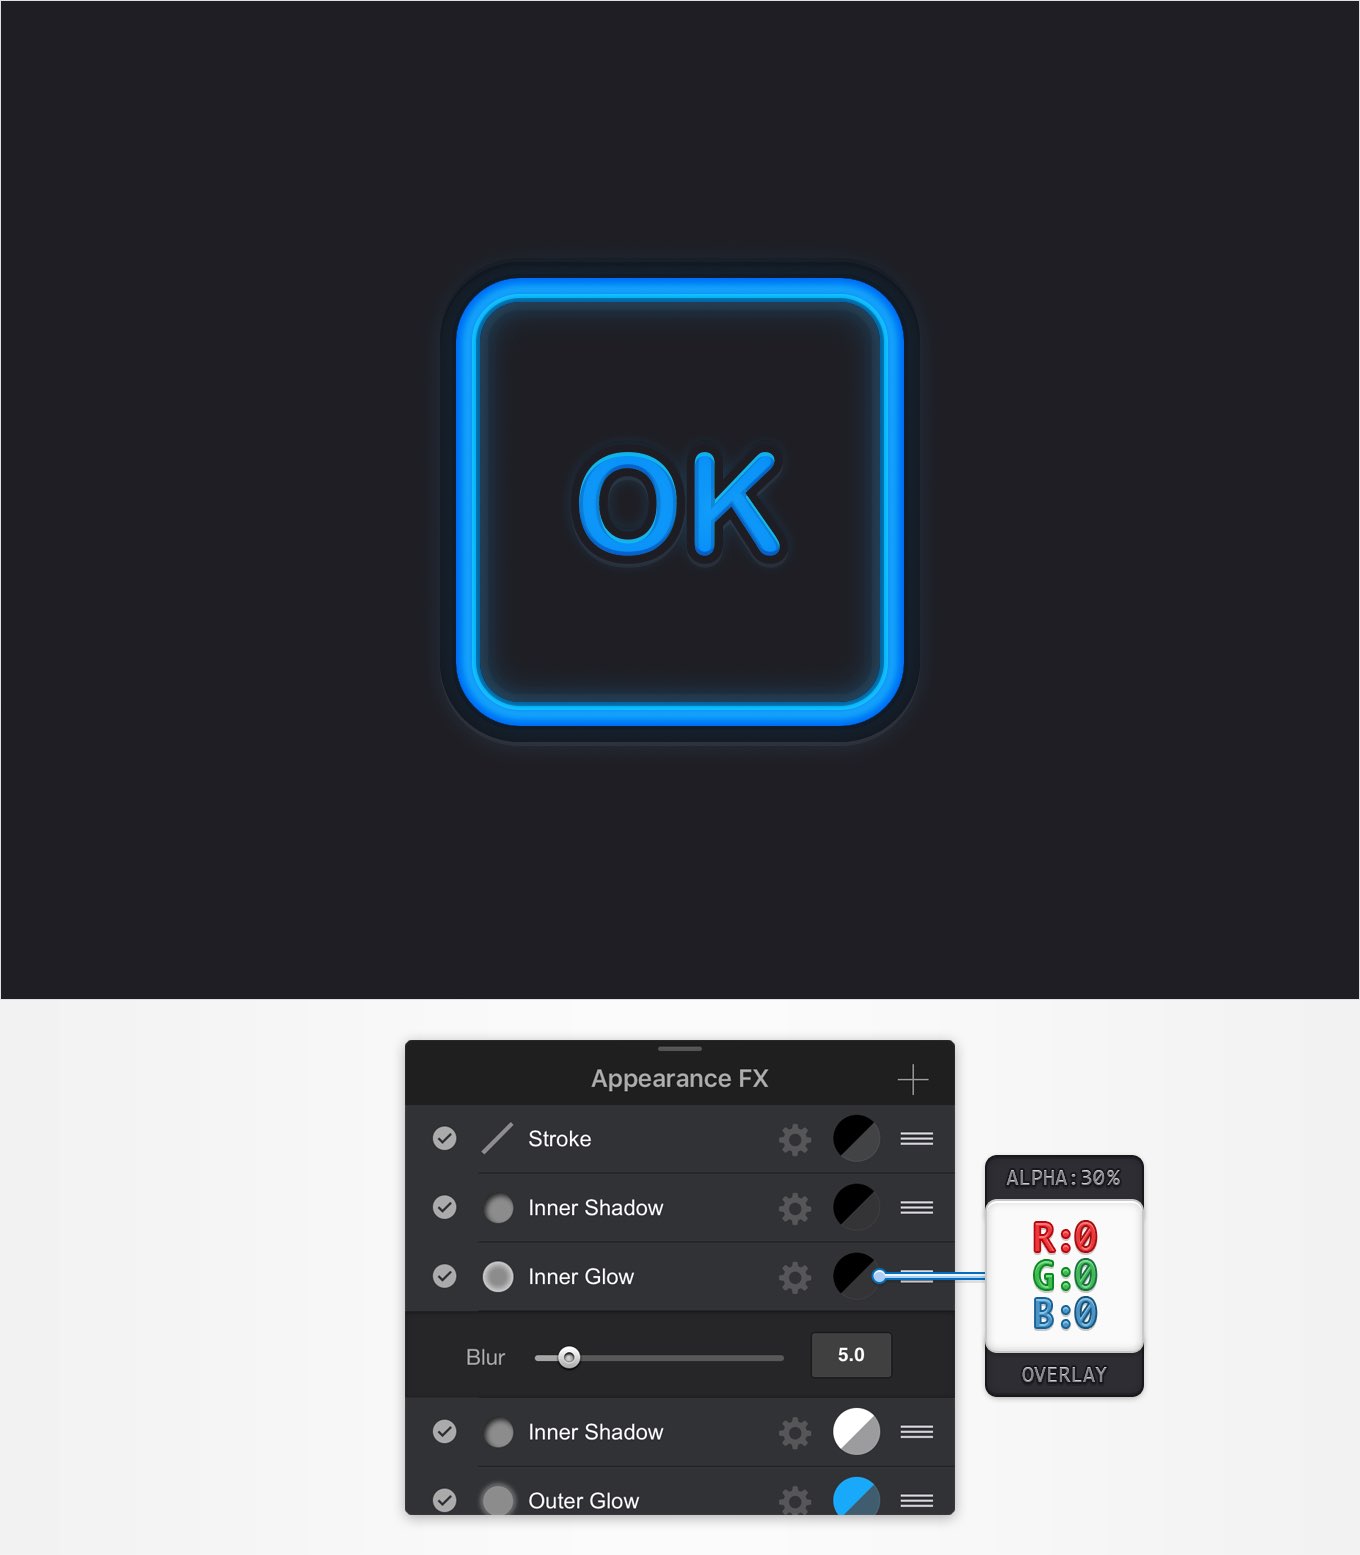 OK
Appearance FX
Stroke
Inner Shadow
Inner Glow
Blur 5.0
Inner Shadow
Outer Glow
ALPHA:30%
R:0
G:0
B:0
OVERLAY